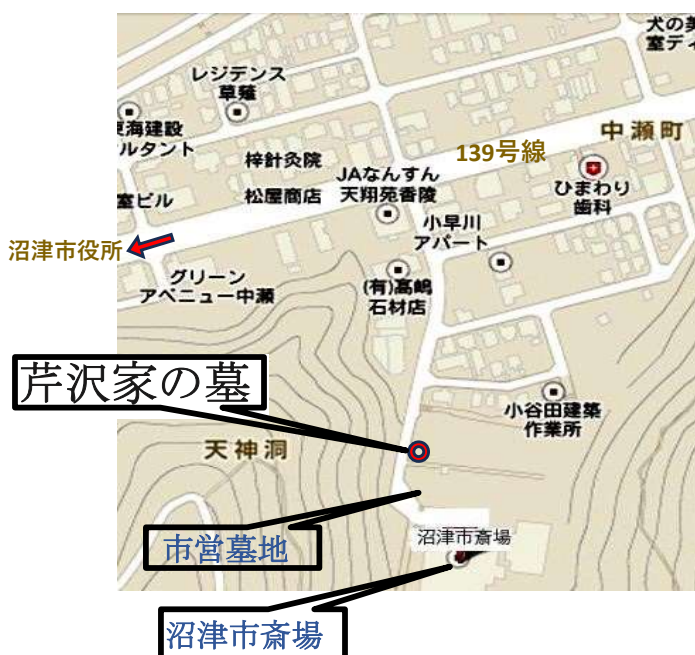 犬の美
室ディ
レジデンス
草薙
東海建設
ルタント
中瀬町
139号線
梓針灸院
JAなんすん
天翔苑香陵
ひまわり
歯科
室ビル
松屋商店
小早川
アパート
沼津市役所
グリーン
アベニュー中瀬
(有)高嶋
石材店
芹沢家の墓
小谷田建築
作業所
天神洞
沼津市斎場
市営墓地
沼津市斎場